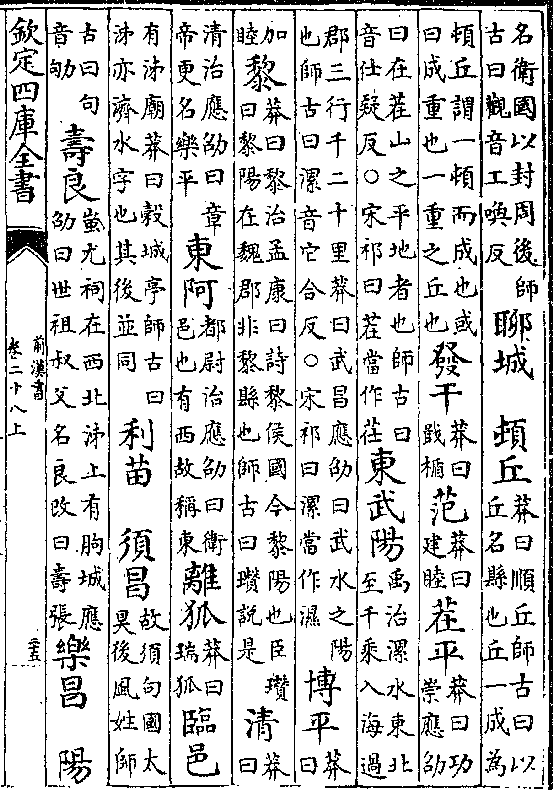 名衛國以封周後師古曰觀音工喚反聊城　頓丘莽曰順丘師古曰以丘名縣也丘一成為
頓丘謂一頓而成也或曰成重也一重之丘也發干莽曰戢楯范莽曰建睦茬平莽曰功崇應劭
曰在茬山之平地者也師古曰音仕疑反○宋祁曰茬當作茌東武陽禹治漯水東北至千乘入海過
郡三行千二十里莽曰武昌應劭曰武水之陽也師古曰漯音它合反○宋祁曰漯當作濕博平莽曰
加睦黎莽曰黎治孟康曰詩黎侯國今黎陽也臣瓚曰黎陽在魏郡非黎縣也師古曰瓚說是清莽曰
清治應劭曰章帝更名樂平東阿都尉治應劭曰衛邑也有西故稱東離狐莽曰瑞狐臨邑
有泲廟莽曰穀城亭師古曰泲亦濟水字也其後並同利苗　須昌故須句國太昊後風姓師
古曰句音劬壽良蚩尤祠在西北泲上有朐城應劭曰世祖叔父名良改曰壽張樂昌　陽
欽定四庫全書
前漢書
卷二十八上
二十五